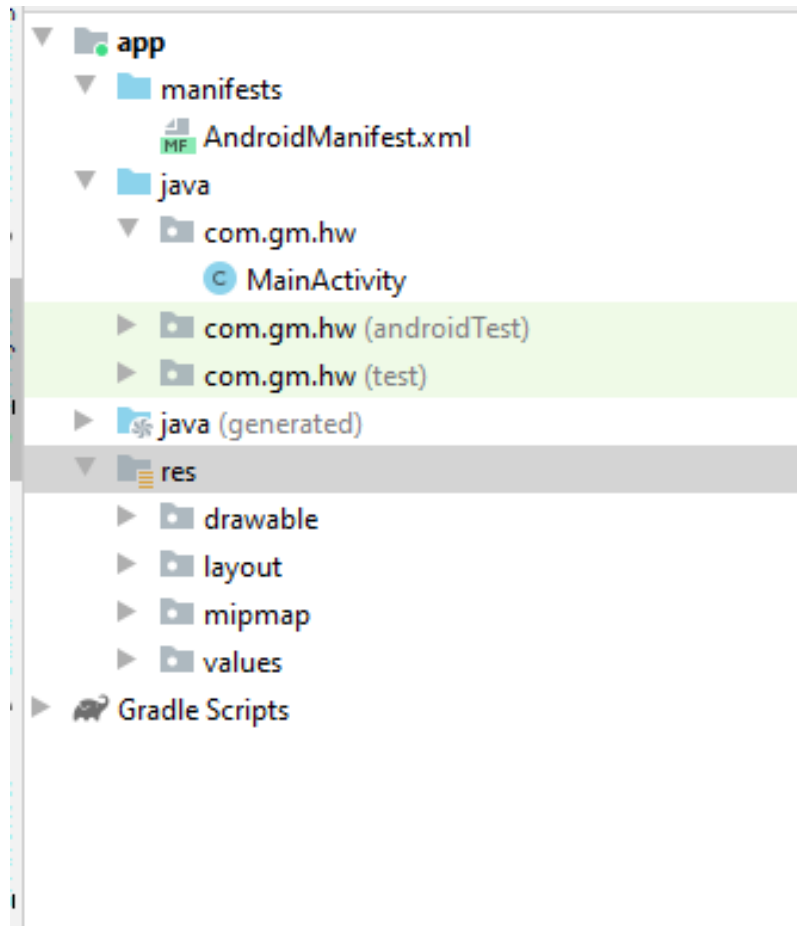 app
manifests
MF AndroidManifest.xml
java
com.gm.hw
C MainActivity
com.gm.hw (androidTest)
com.gm.hw (test)
java (generated)
res
drawable
layout
mipmap
values
Gradle Scripts